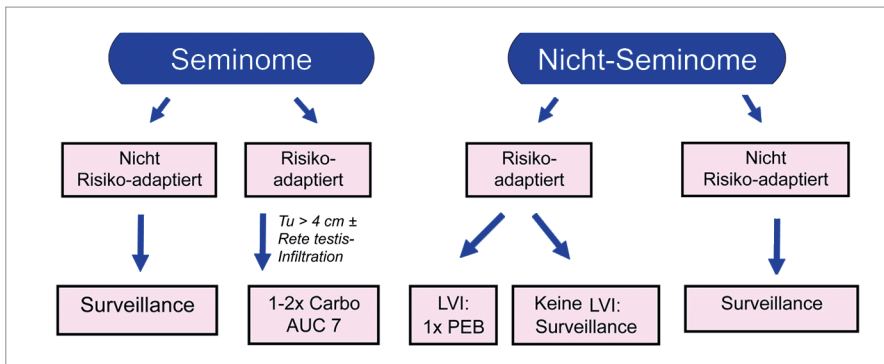 Seminome
Nicht-Seminome
Nicht
Risiko-adaptiert
Risiko-
adaptiert
Risiko-
adaptiert
Nicht
Risiko-adaptiert
Tu > 4 cm ±
Rete testis-
Infiltration
Surveillance
1-2x Carbo
AUC 7
LVI:
1x PEB
Keine LVI:
Surveillance
Surveillance